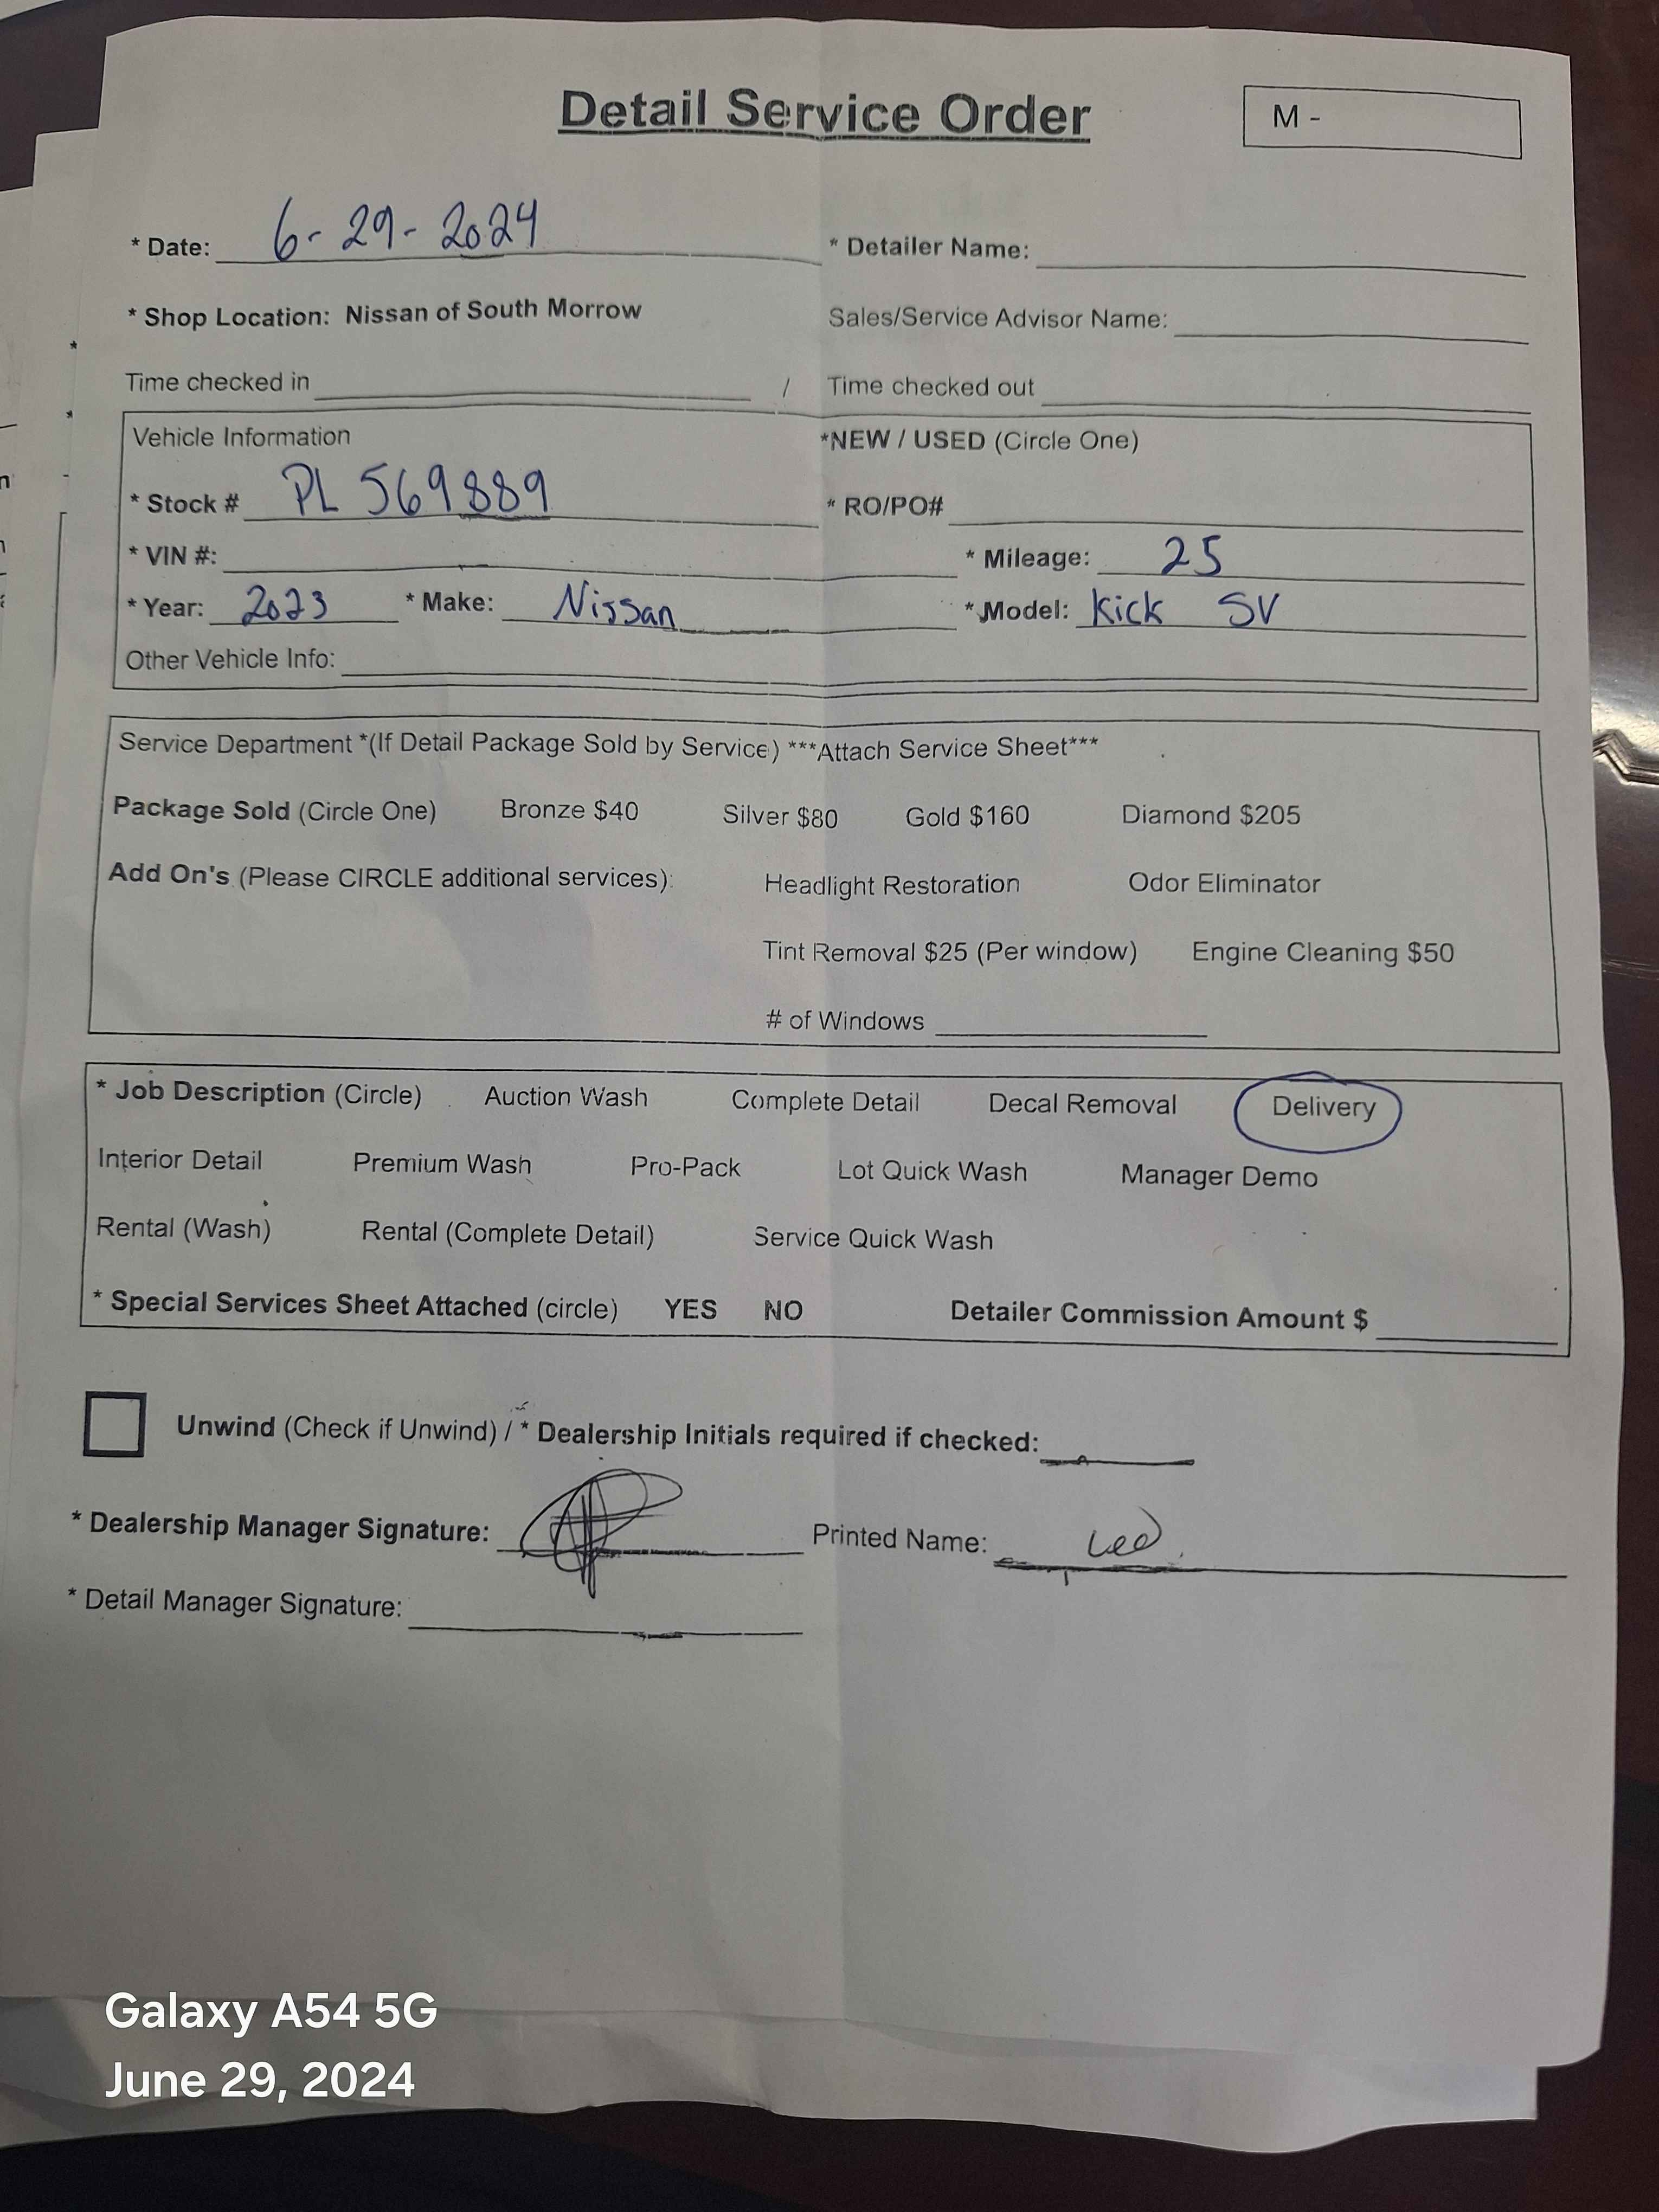 Detail Service Order
M -
* Date: 6-29-2024 * Detailer Name:
* Shop Location: Nissan of South Morrow Sales/Service Advisor Name:
Time checked in / Time checked out
Vehicle Information *NEW / USED (Circle One)
* Stock # PL 569889 * RO/PO#
* VIN #: * Mileage: 25
* Year: 2023 * Make: Nissan * Model: Kick SV
Other Vehicle Info:
Service Department *(If Detail Package Sold by Service) ***Attach Service Sheet***
Package Sold (Circle One) Bronze $40 Silver $80 Gold $160 Diamond $205
Add On's (Please CIRCLE additional services): Headlight Restoration Odor Eliminator
Tint Removal $25 (Per window) Engine Cleaning $50
# of Windows
* Job Description (Circle) Auction Wash Complete Detail Decal Removal Delivery
Interior Detail Premium Wash Pro-Pack Lot Quick Wash Manager Demo
Rental (Wash) Rental (Complete Detail) Service Quick Wash
* Special Services Sheet Attached (circle) YES NO Detailer Commission Amount $
Unwind (Check if Unwind) / * Dealership Initials required if checked:
* Dealership Manager Signature: Printed Name: Lee
* Detail Manager Signature:
Galaxy A54 5G
June 29, 2024